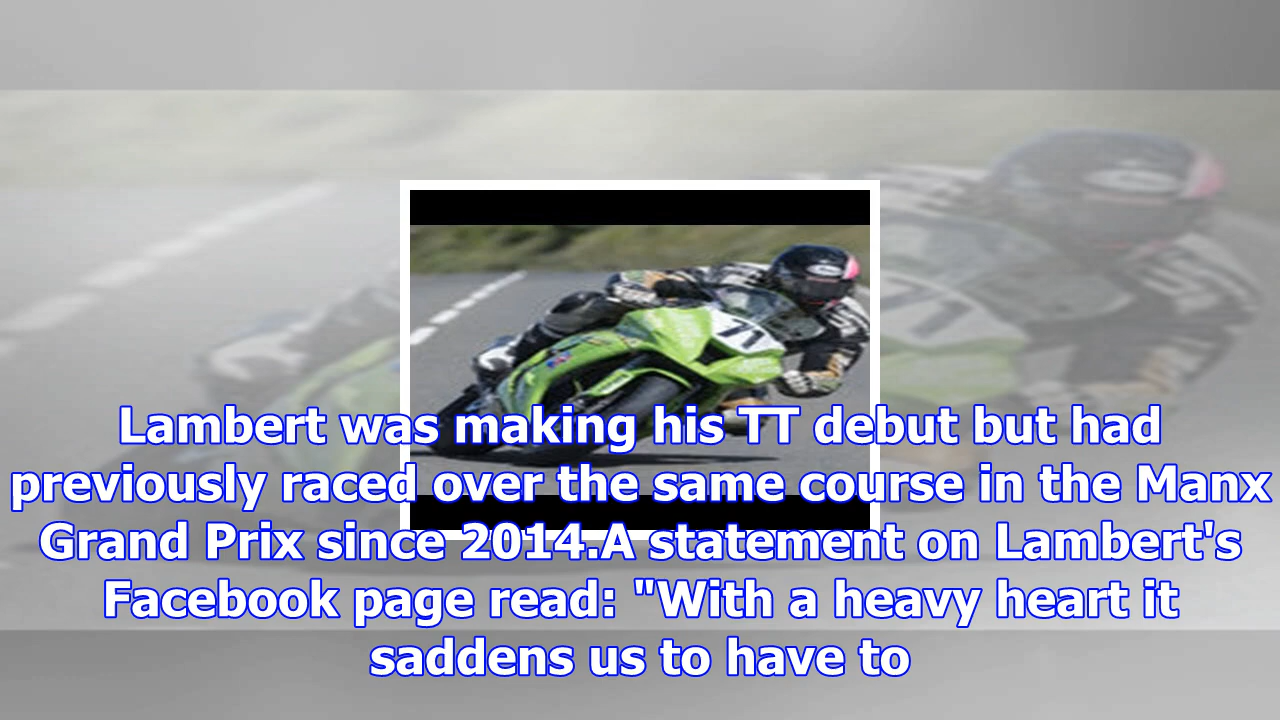 71
Lambert was making his TT debut but had
previously raced over the same course in the Manx
Grand Prix since 2014.A statement on Lambert's
Facebook page read: "With a heavy heart it
saddens us to have to